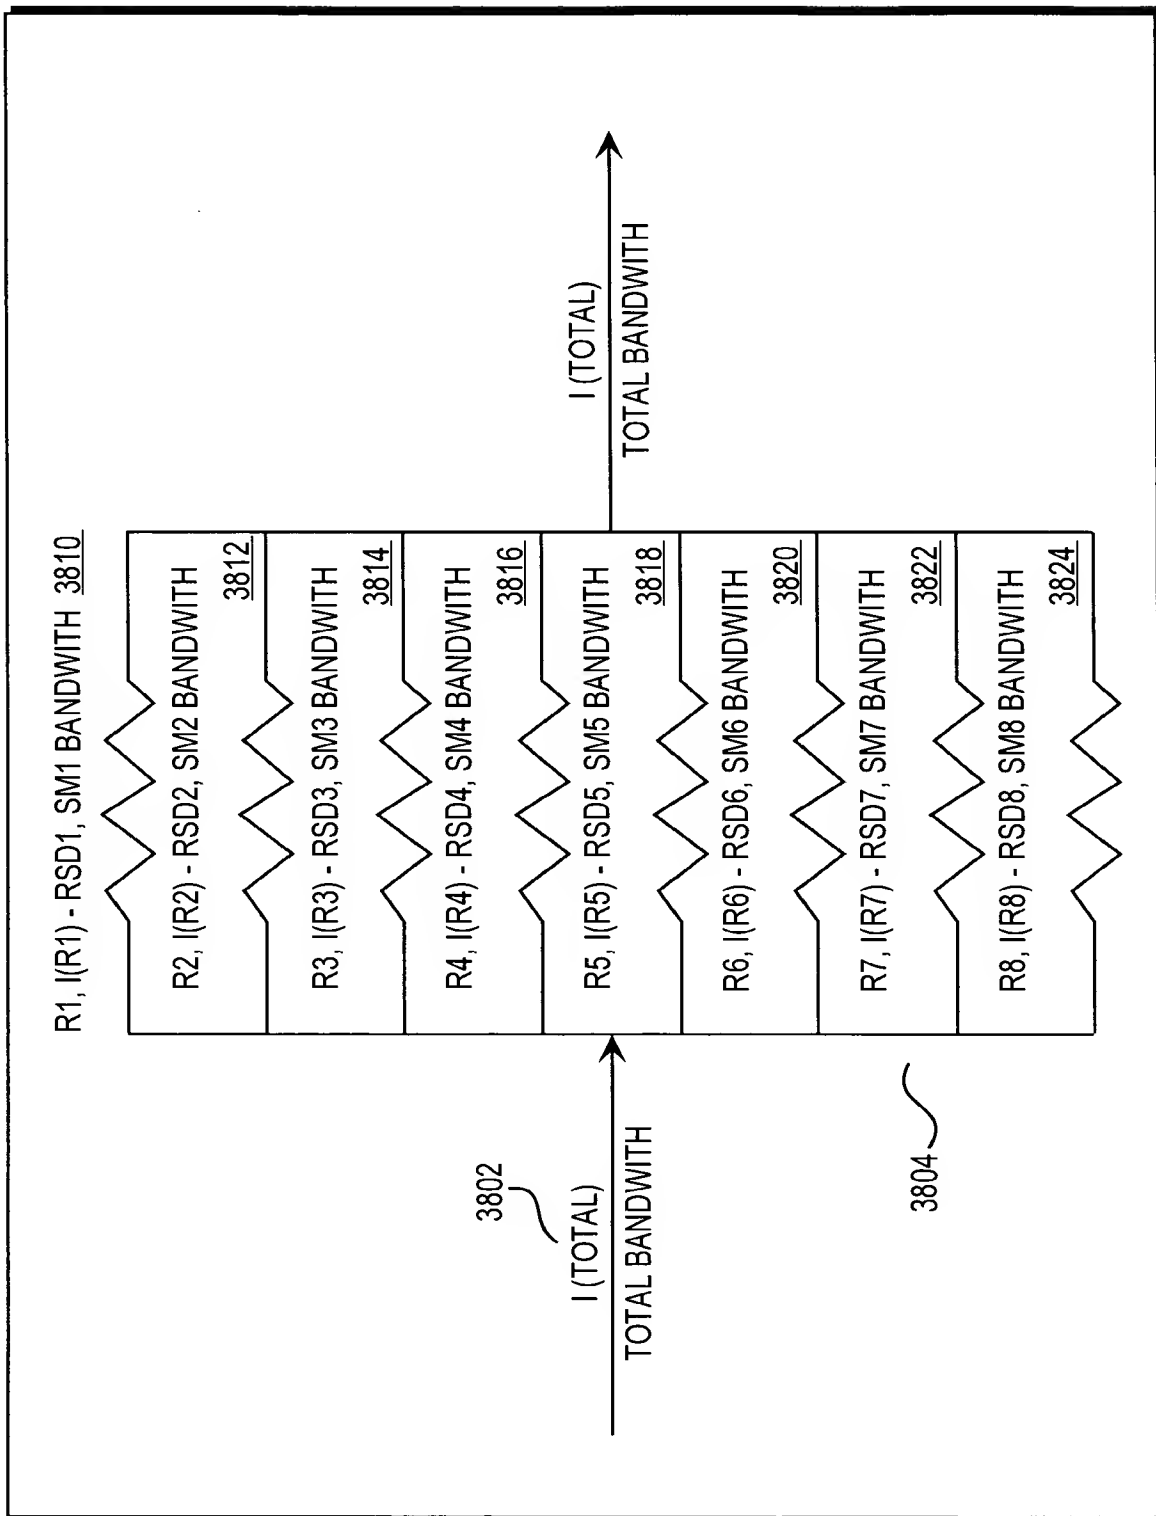 R1, I(R1) - RSD1, SM1 BANDWITH 3810
R2, I(R2) - RSD2, SM2 BANDWITH
3812
R3, I(R3) - RSD3, SM3 BANDWITH
3814
R4, I(R4) - RSD4, SM4 BANDWITH
3816
R5, I(R5) - RSD5, SM5 BANDWITH
3818
R6, I(R6) - RSD6, SM6 BANDWITH
3820
R7, I(R7) - RSD7, SM7 BANDWITH
3822
R8, I(R8) - RSD8, SM8 BANDWITH
3824
3802
I (TOTAL)
TOTAL BANDWITH
I (TOTAL)
TOTAL BANDWITH
3804